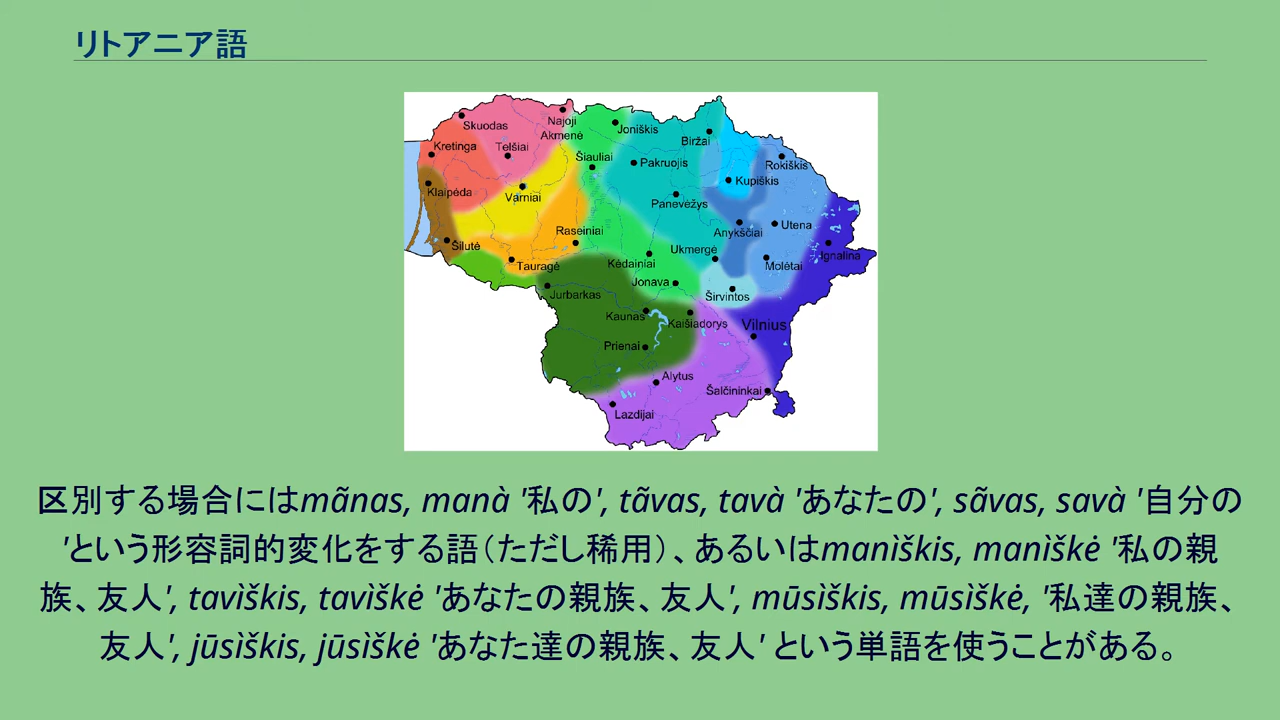 リトアニア語
Skuodas
Najoji
Akmenė
Joniškis
Biržai
Kretinga
Telšiai
Šiauliai
Pakruojis
Rokiškis
Kupiškis
Klaipėda
Varniai
Panevėžys
Anykščiai
Utena
Raseiniai
Šilutė
Tauragė
Kėdainiai
Ukmergė
Molėtai
Ignalina
Jonava
Jurbarkas
Širvintos
Kaunas
Kaišiadorys
Vilnius
Prienai
Alytus
Šalčininkai
Lazdijai
区別する場合にはmãnas, manà '私の', tãvas, tavà 'あなたの', sãvas, savà '自分の
'という形容詞的変化をする語（ただし稀用）、あるいはmanìškis, manìškė '私の親
族、友人', tavìškis, tavìškė 'あなたの親族、友人', mūsìškis, mūsìškė, '私達の親族、
友人', jūsìškis, jūsìškė 'あなた達の親族、友人' という単語を使うことがある。